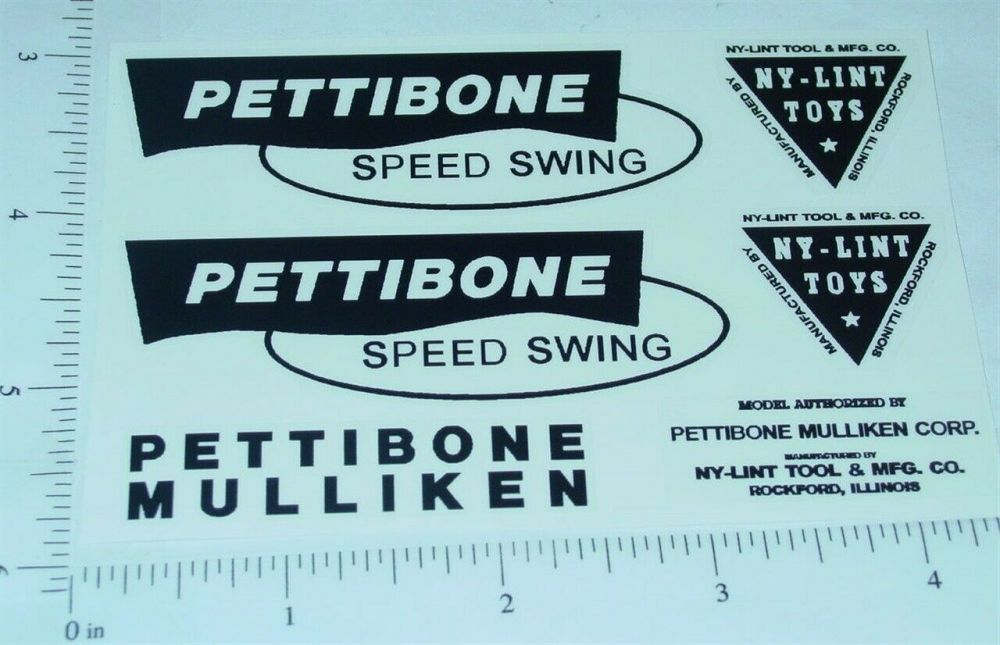 PETTIBONE
SPEED SWING
NY-LINT TOOL & MFG. CO.
NY-LINT
TOYS
MANUFACTURED BY
ROCKFORD, ILLINOIS
PETTIBONE
SPEED SWING
NY-LINT TOOL & MFG. CO.
NY-LINT
TOYS
MANUFACTURED BY
ROCKFORD, ILLINOIS
PETTIBONE
MULLIKEN
MODEL AUTHORIZED BY
PETTIBONE MULLIKEN CORP.
MANUFACTURED BY
NY-LINT TOOL & MFG. CO.
ROCKFORD, ILLINOIS
3
4
5
6
0 in
1
2
3
4